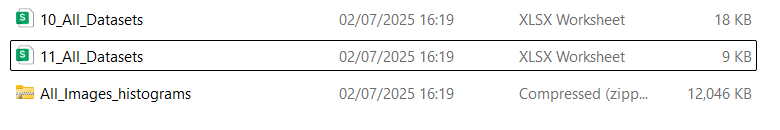 10_All_Datasets 02/07/2025 16:19 XLSX Worksheet 18 KB
11_All_Datasets 02/07/2025 16:19 XLSX Worksheet 9 KB
All_Images_histograms 02/07/2025 16:19 Compressed (zipp... 12,046 KB